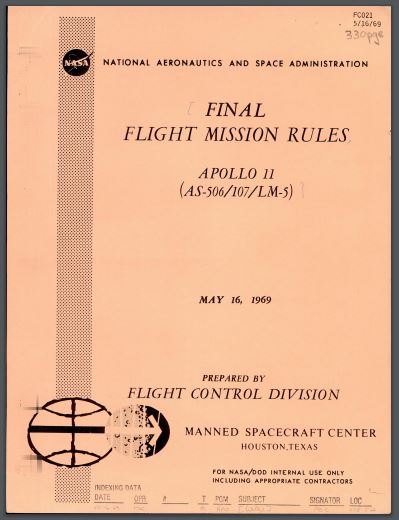 FC021
5/16/69
330pgs
NASA
NATIONAL AERONAUTICS AND SPACE ADMINISTRATION
FINAL
FLIGHT MISSION RULES
APOLLO 11
(AS-506/107/LM-5)
MAY 16, 1969
PREPARED BY
FLIGHT CONTROL DIVISION
MANNED SPACECRAFT CENTER
HOUSTON, TEXAS
FOR NASA/DOD INTERNAL USE ONLY
INCLUDING APPROPRIATE CONTRACTORS
INDEXING DATA
DATE OPR # T PGM SUBJECT SIGNATOR LOC